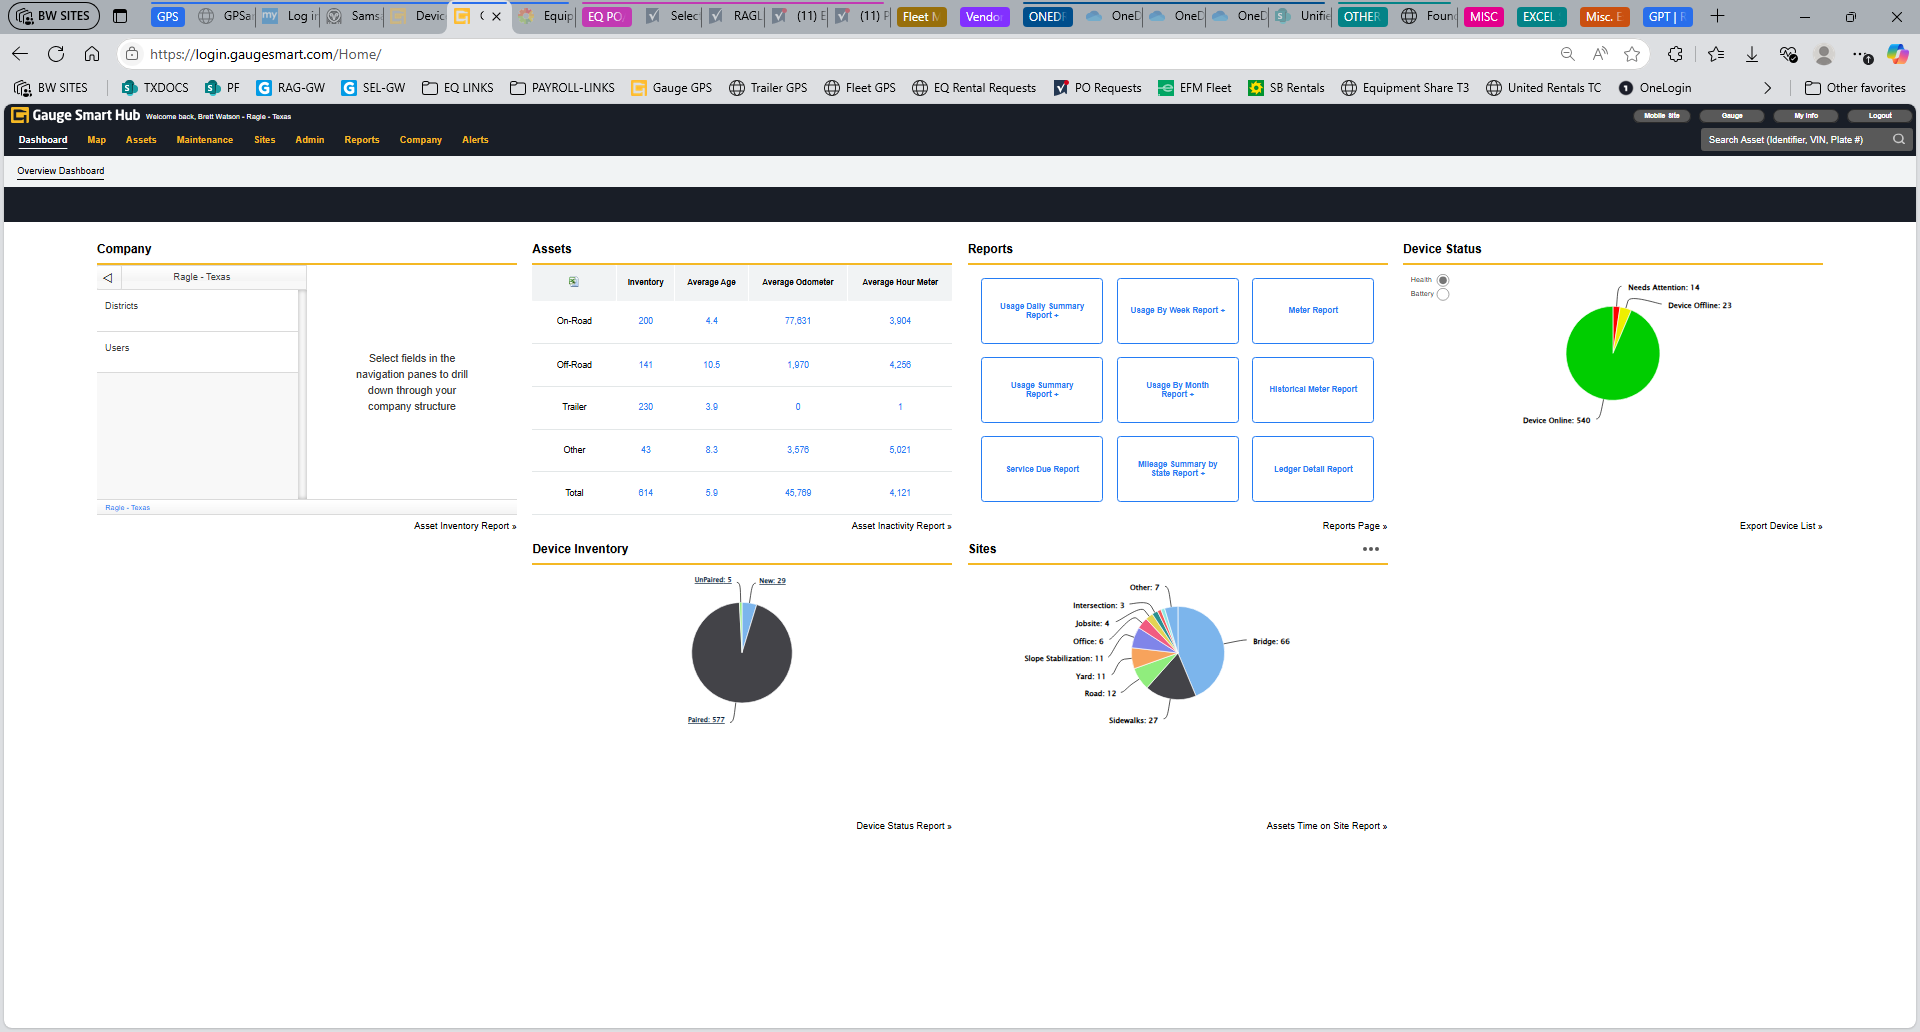 BW SITES
GPS
GPSar
Log ir
Sams
Devic
Equip
EQ PO
Selec
RAGL
(11) E
(11) F
Fleet M
Vendor
ONEDR
OneD
OneD
OneD
Unifie
OTHER
Foun
MISC
EXCEL
Misc. E
GPT | R
https://login.gaugesmart.com/Home/
BW SITES
TXDOCS
PF
RAG-GW
SEL-GW
EQ LINKS
PAYROLL-LINKS
Gauge GPS
Trailer GPS
Fleet GPS
EQ Rental Requests
PO Requests
EFM Fleet
SB Rentals
Equipment Share T3
United Rentals TC
OneLogin
Other favorites
Gauge Smart Hub Welcome back, Brett Watson - Ragle - Texas
Mobile Site
Gauge
My Info
Logout
Dashboard
Map
Assets
Maintenance
Sites
Admin
Reports
Company
Alerts
Search Asset (Identifier, VIN, Plate #)
Overview Dashboard
Company
Ragle - Texas
Districts
Users
Select fields in the
navigation panes to drill
down through your
company structure
Ragle - Texas
Asset Inventory Report »
Assets
Inventory Average Age Average Odometer Average Hour Meter
On-Road 200 4.4 77,631 3,904
Off-Road 141 10.5 1,970 4,256
Trailer 230 3.9 0 1
Other 43 8.3 3,576 5,021
Total 614 5.9 45,769 4,121
Asset Inactivity Report »
Reports
Usage Daily Summary
Report +
Usage By Week Report +
Meter Report
Usage Summary
Report +
Usage By Month
Report +
Historical Meter Report
Service Due Report
Mileage Summary by
State Report +
Ledger Detail Report
Reports Page »
Device Status
Health
Battery
Needs Attention: 14
Device Offline: 23
Device Online: 540
Export Device List »
Device Inventory
UnPaired: 5
New: 29
Paired: 577
Device Status Report »
Sites
Other: 7
Intersection: 3
Jobsite: 4
Office: 6
Slope Stabilization: 11
Yard: 11
Road: 12
Sidewalks: 27
Bridge: 66
Assets Time on Site Report »